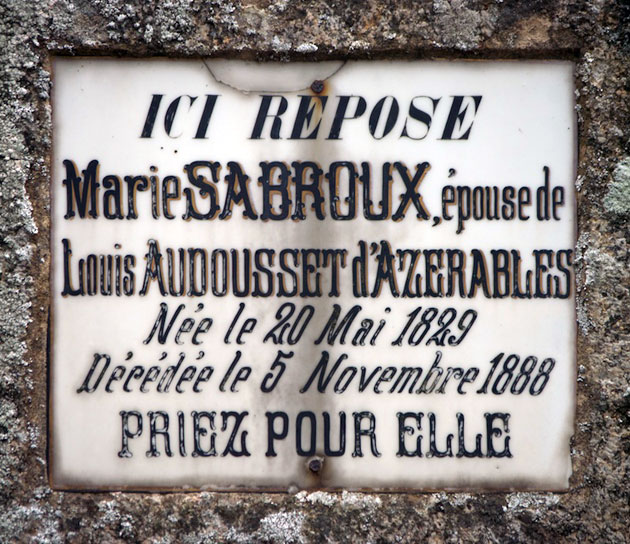 ICI REPOSE
Marie SABROUX, épouse de
Louis AUDOUSSET d'AZERABLES
Née le 20 Mai 1829
Décédée le 5 Novembre 1888
PRIEZ POUR ELLE